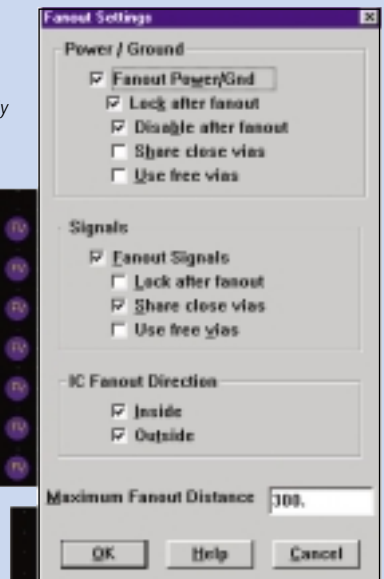 Fanout Settings
Power / Ground
y
Fanout Power/Gnd
Lock after fanout
Disable after fanout
Share close vias
Use free vias
Signals
Fanout Signals
Lock after fanout
Share close vias
Use free vias
IC Fanout Direction
Inside
Outside
Maximum Fanout Distance 300.
OK Help Cancel